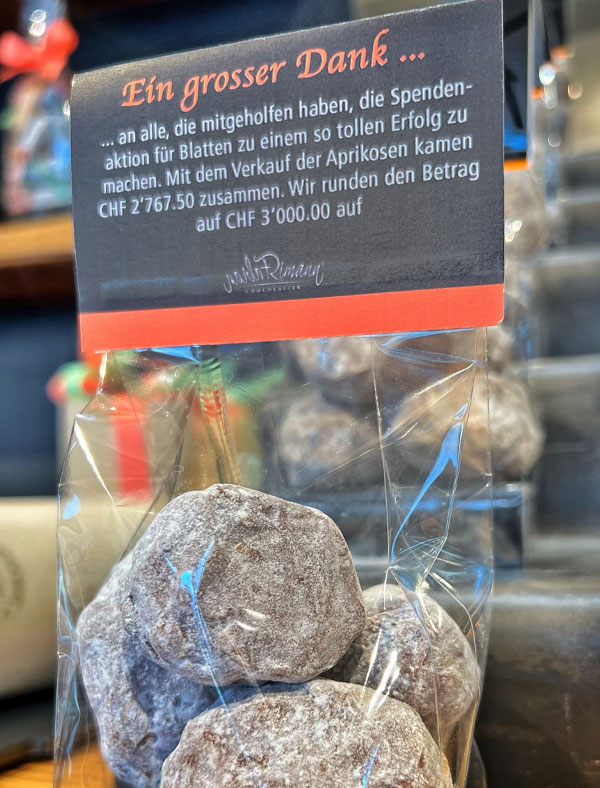 Ein grosser Dank ...
... an alle, die mitgeholfen haben, die Spenden-
aktion für Blatten zu einem so tollen Erfolg zu
machen. Mit dem Verkauf der Aprikosen kamen
CHF 2'767.50 zusammen. Wir runden den Betrag
auf CHF 3'000.00 auf
Rimann
CHOCOLATIER